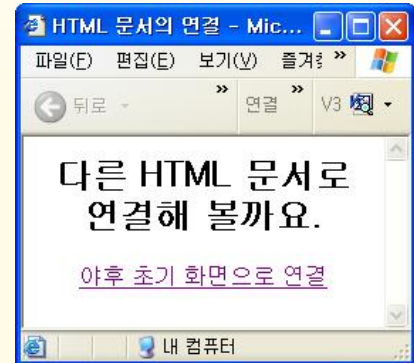 HTML 문서의 연결 - Mic...
파일(F) 편집(E) 보기(V) 즐겨 »
뒤로 » 연결 » V3
다른 HTML 문서로
연결해 볼까요.
야후 초기 화면으로 연결
내 컴퓨터